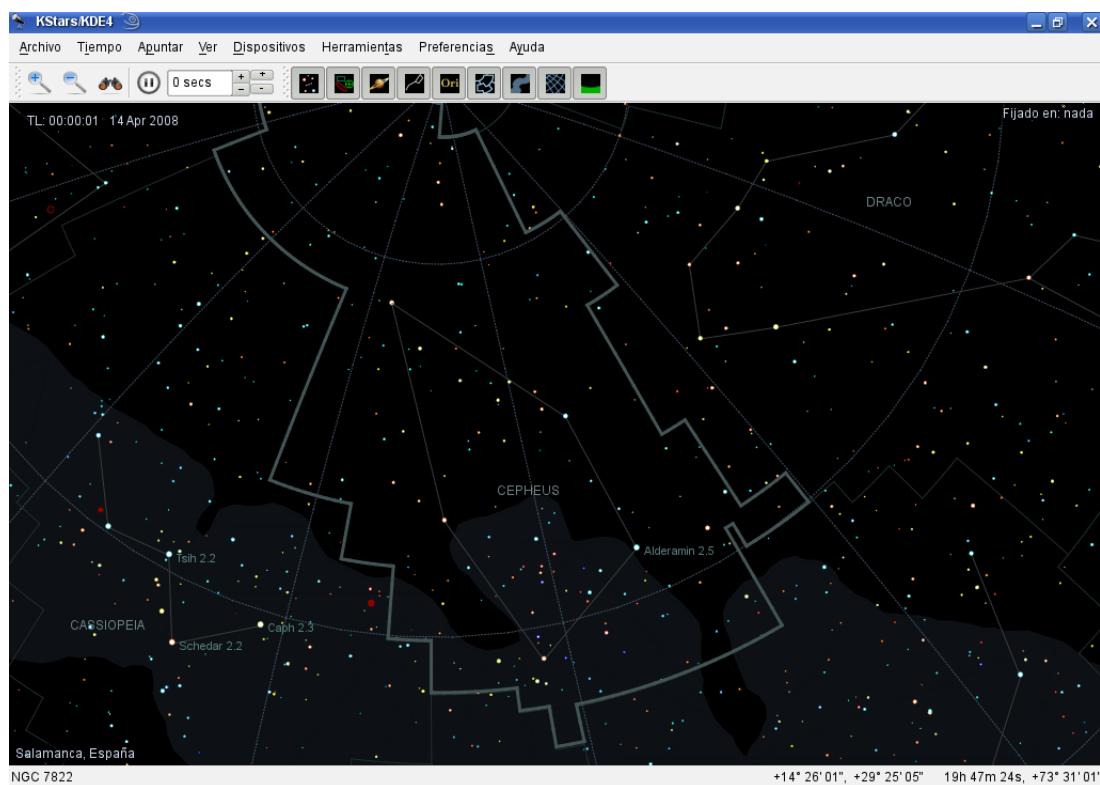 KStars/KDE4
Archivo Tiempo Apuntar Ver Dispositivos Herramientas Preferencias Ayuda
0 secs
Ori
TL: 00:00:01 14 Apr 2008
Fijado en: nada
DRACO
CEPHEUS
Alderamin 2.5
Tsih 2.2
CASSIOPEIA
Caph 2.3
Schedar 2.2
Salamanca, España
NGC 7822
+14° 26' 01", +29° 25' 05" 19h 47m 24s, +73° 31' 01"